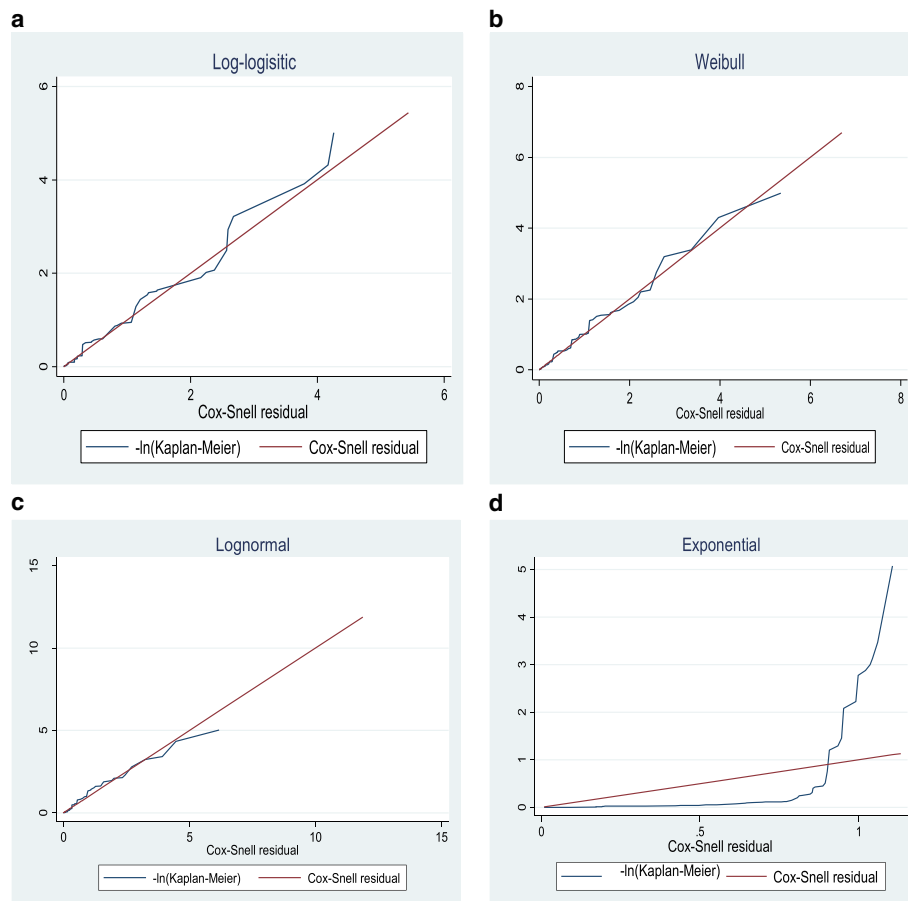 a
Log-logisitic
6
4
2
0
0 2 4 6
Cox-Snell residual
-ln(Kaplan-Meier) Cox-Snell residual
b
Weibull
8
6
4
2
0
0 2 4 6 8
Cox-Snell residual
-ln(Kaplan-Meier) Cox-Snell residual
c
Lognormal
15
10
5
0
0 5 10 15
Cox-Snell residual
-ln(Kaplan-Meier) Cox-Snell residual
d
Exponential
5
4
3
2
1
0
0 .5 1
Cox-Snell residual
-ln(Kaplan-Meier) Cox-Snell residual